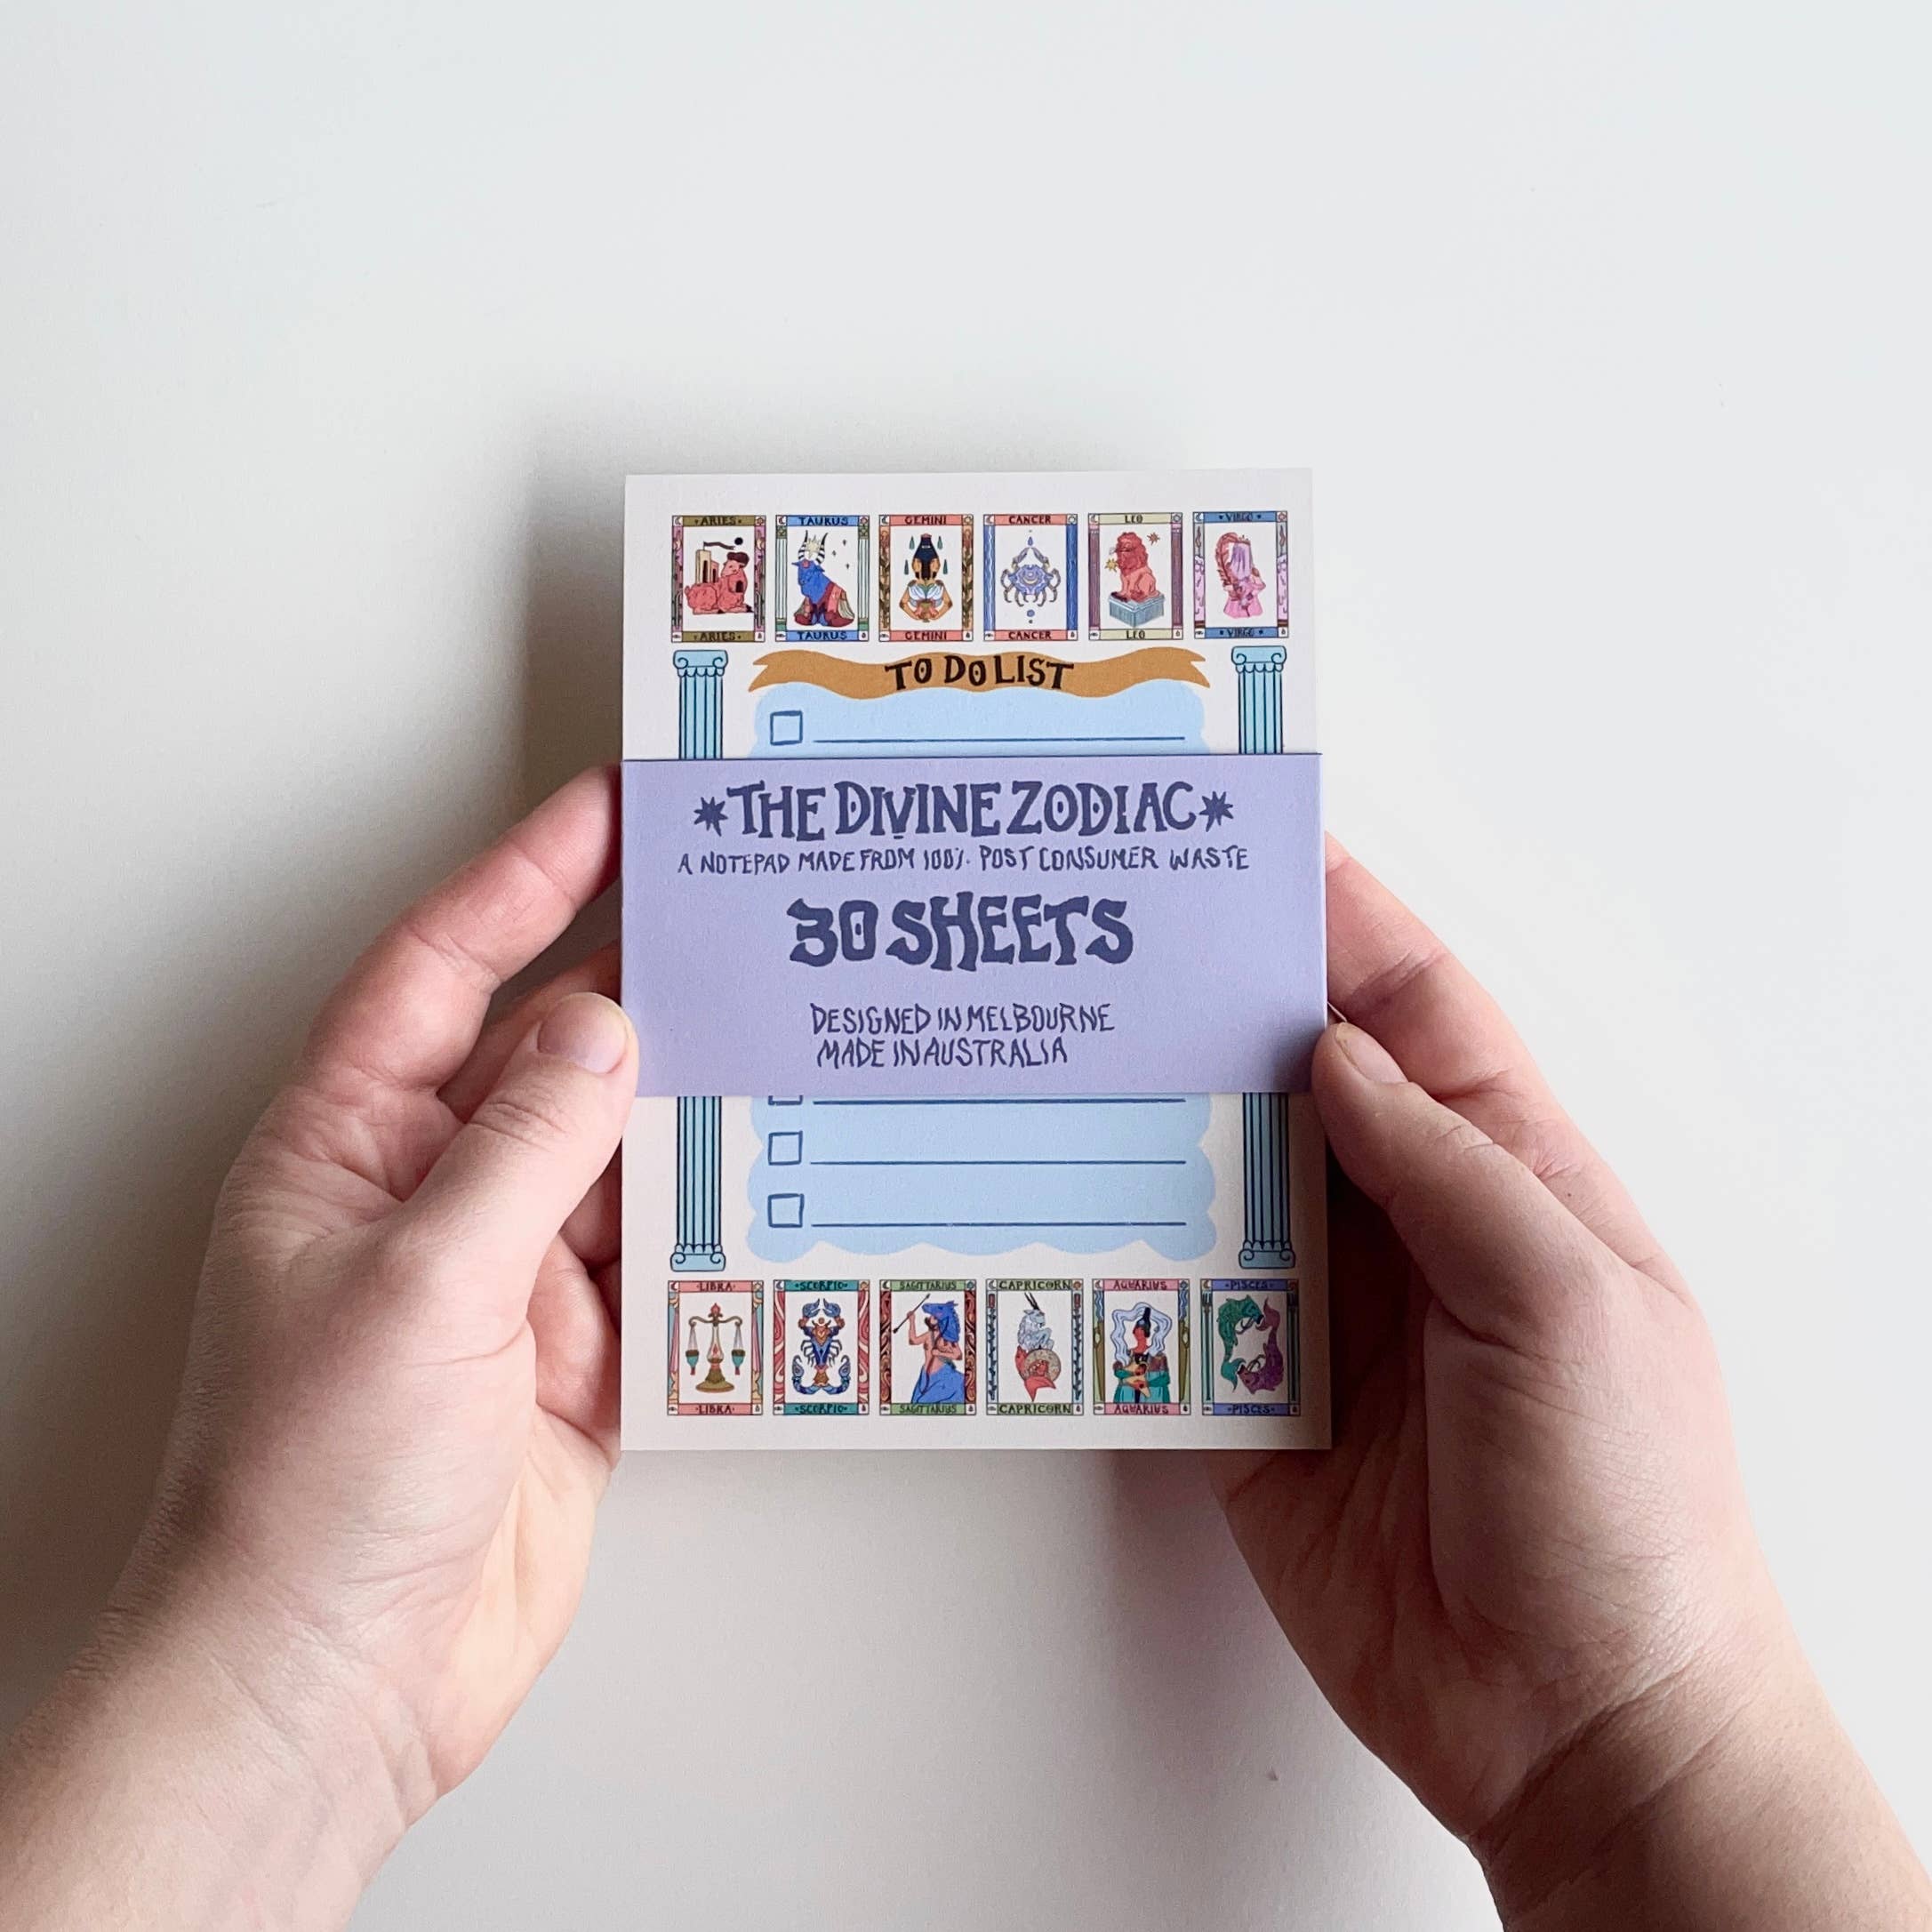 ARIES TAURUS GEMINI CANCER LEO VIRGO
ARIES TAURUS GEMINI CANCER LEO VIRGO
TO DO LIST
THE DIVINE ZODIAC
A NOTEPAD MADE FROM 100% POST CONSUMER WASTE
30 SHEETS
DESIGNED IN MELBOURNE
MADE IN AUSTRALIA
LIBRA SCORPIO SAGITTARIUS CAPRICORN AQUARIUS PISCES
LIBRA SCORPIO SAGITTARIUS CAPRICORN AQUARIUS PISCES